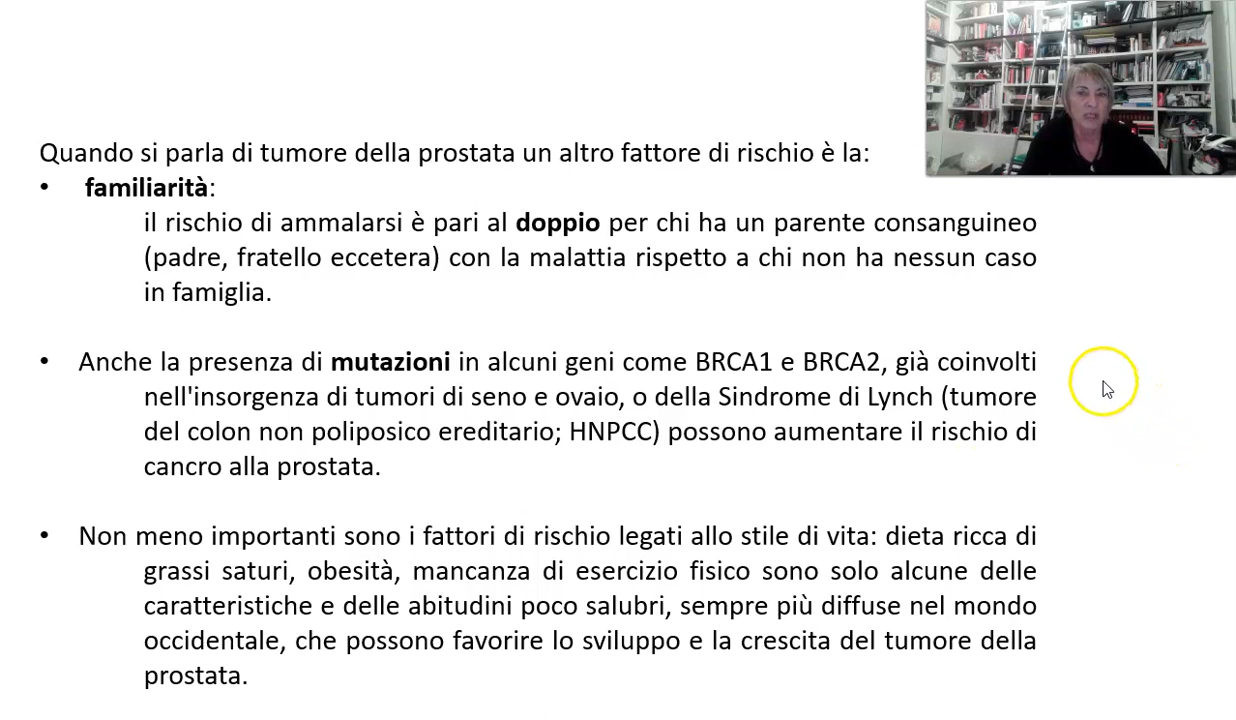 Quando si parla di tumore della prostata un altro fattore di rischio è la:
• familiarità:
il rischio di ammalarsi è pari al doppio per chi ha un parente consanguineo
(padre, fratello eccetera) con la malattia rispetto a chi non ha nessun caso
in famiglia.
• Anche la presenza di mutazioni in alcuni geni come BRCA1 e BRCA2, già coinvolti
nell'insorgenza di tumori di seno e ovaio, o della Sindrome di Lynch (tumore
del colon non poliposico ereditario; HNPCC) possono aumentare il rischio di
cancro alla prostata.
• Non meno importanti sono i fattori di rischio legati allo stile di vita: dieta ricca di
grassi saturi, obesità, mancanza di esercizio fisico sono solo alcune delle
caratteristiche e delle abitudini poco salubri, sempre più diffuse nel mondo
occidentale, che possono favorire lo sviluppo e la crescita del tumore della
prostata.